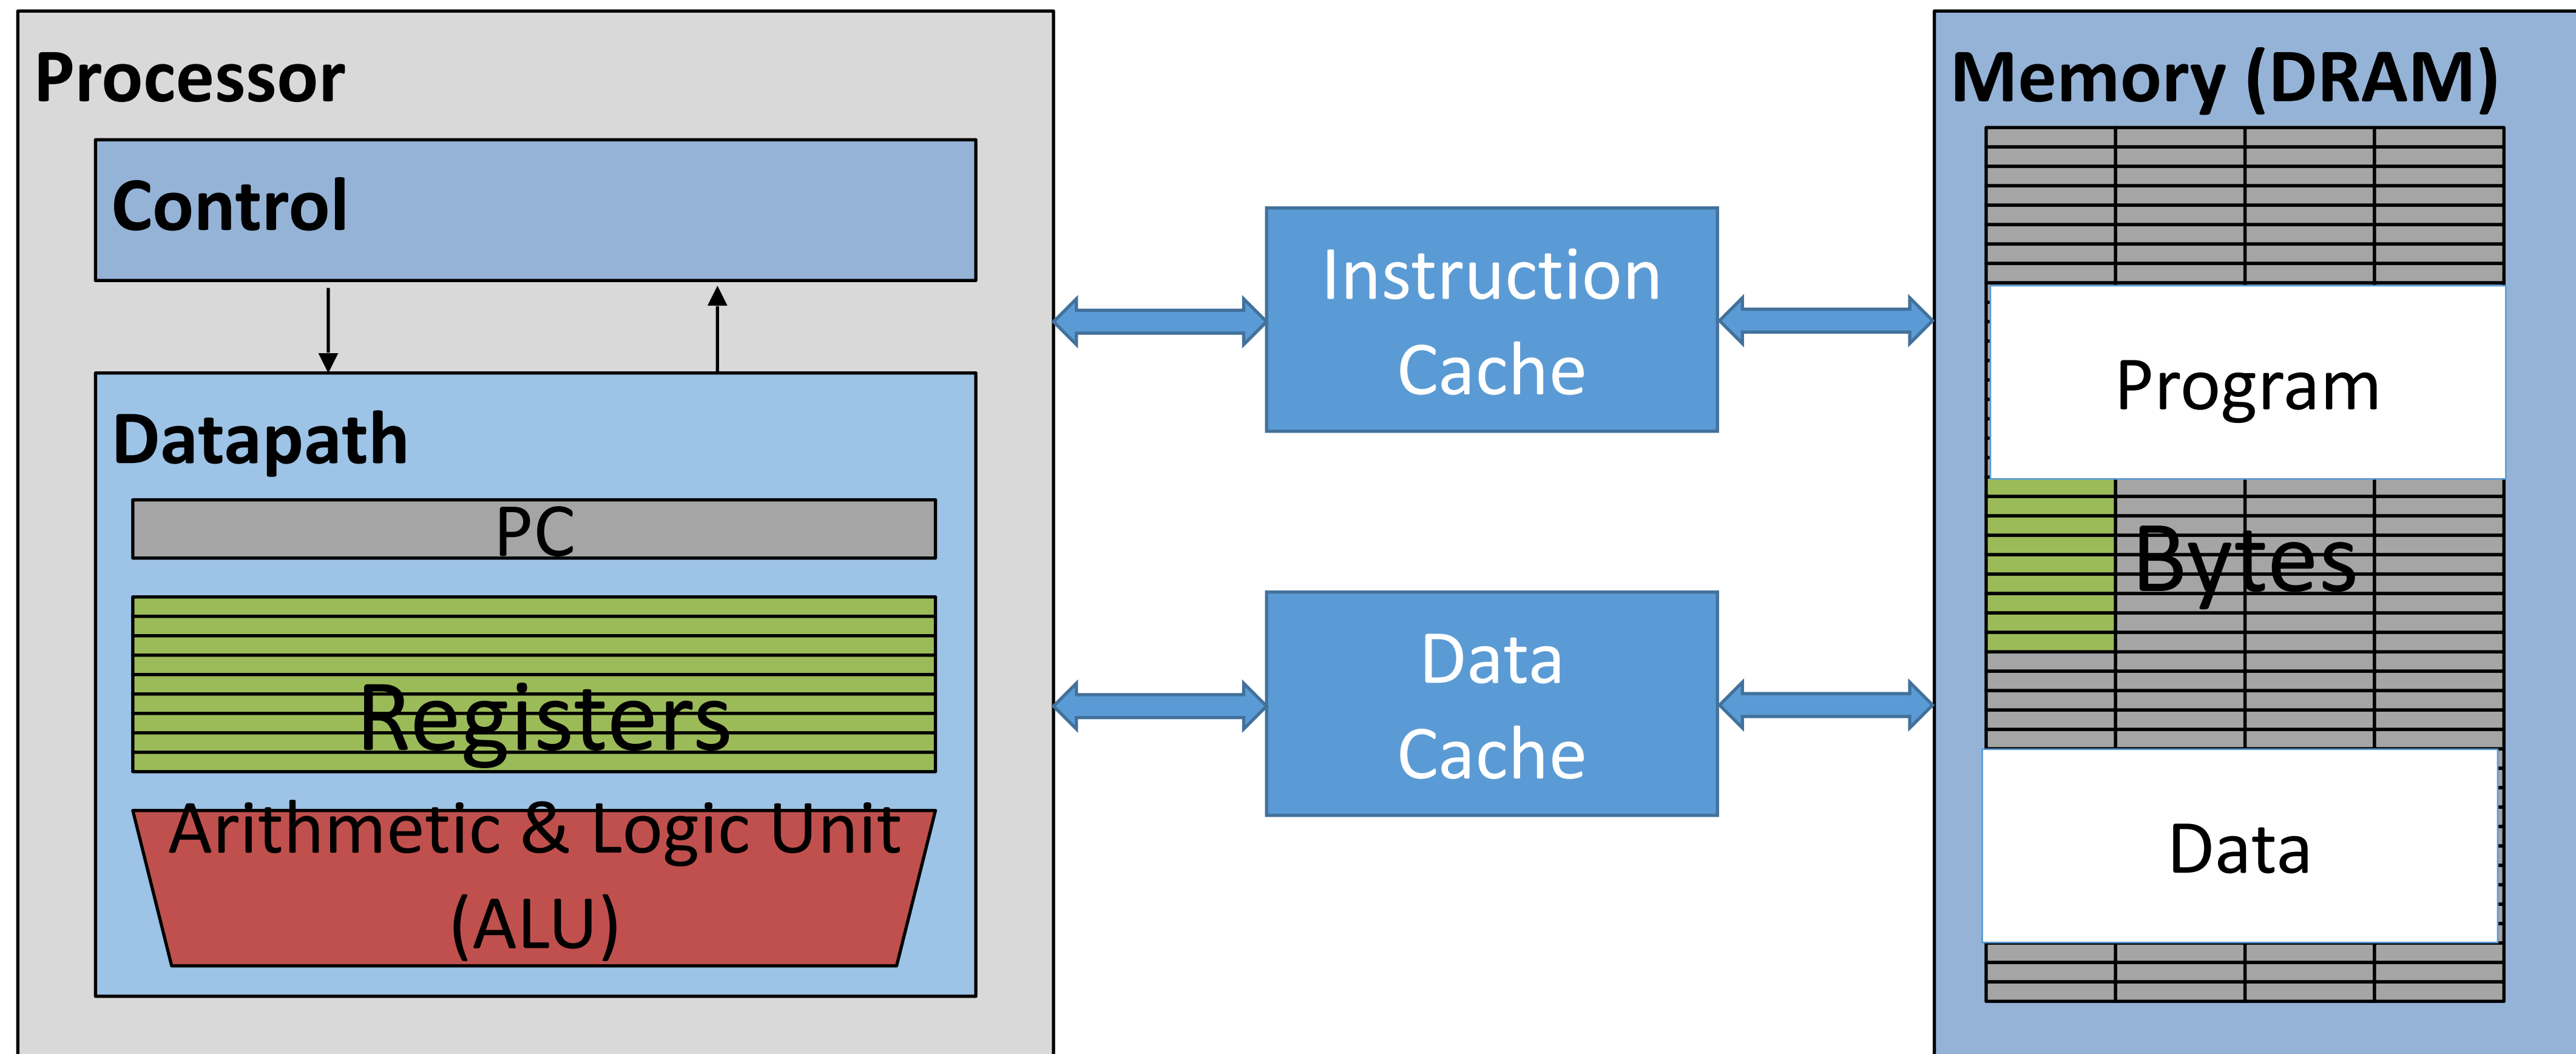 Processor
Control
Datapath
PC
Registers
Arithmetic & Logic Unit
(ALU)
Instruction
Cache
Data
Cache
Memory (DRAM)
Program
Bytes
Data